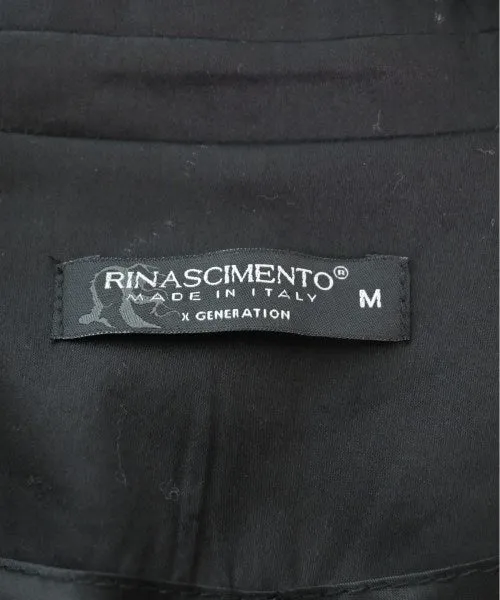 RINASCIMENTO® M
MADE IN ITALY
X GENERATION